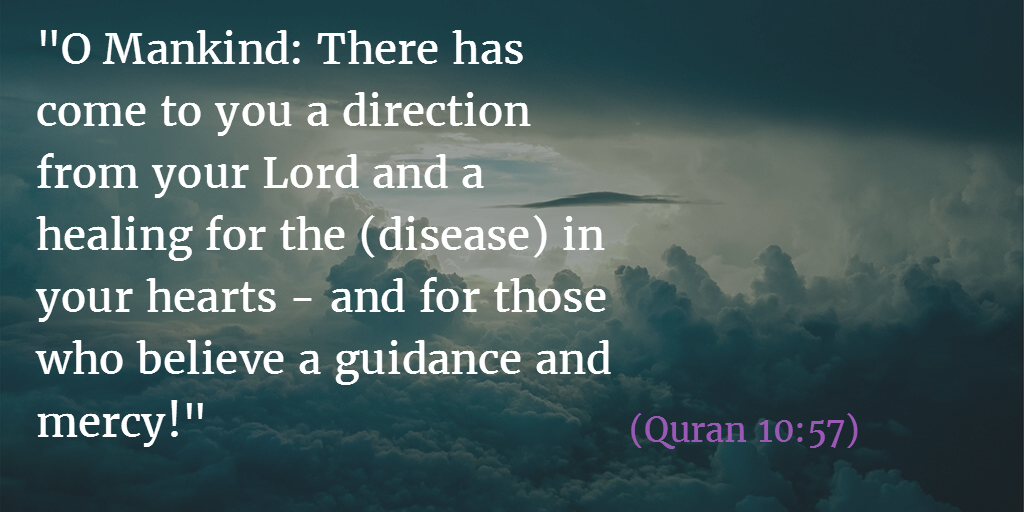 "O Mankind: There has
come to you a direction
from your Lord and a
healing for the (disease) in
your hearts - and for those
who believe a guidance and
mercy!"
(Quran 10:57)